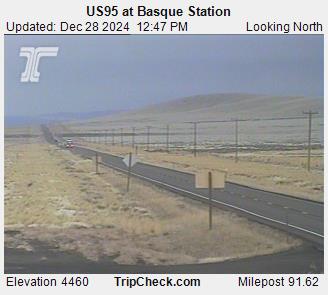 US95 at Basque Station
Updated: Dec 28 2024 12:47 PM Looking North
Elevation 4460 TripCheck.com Milepost 91.62